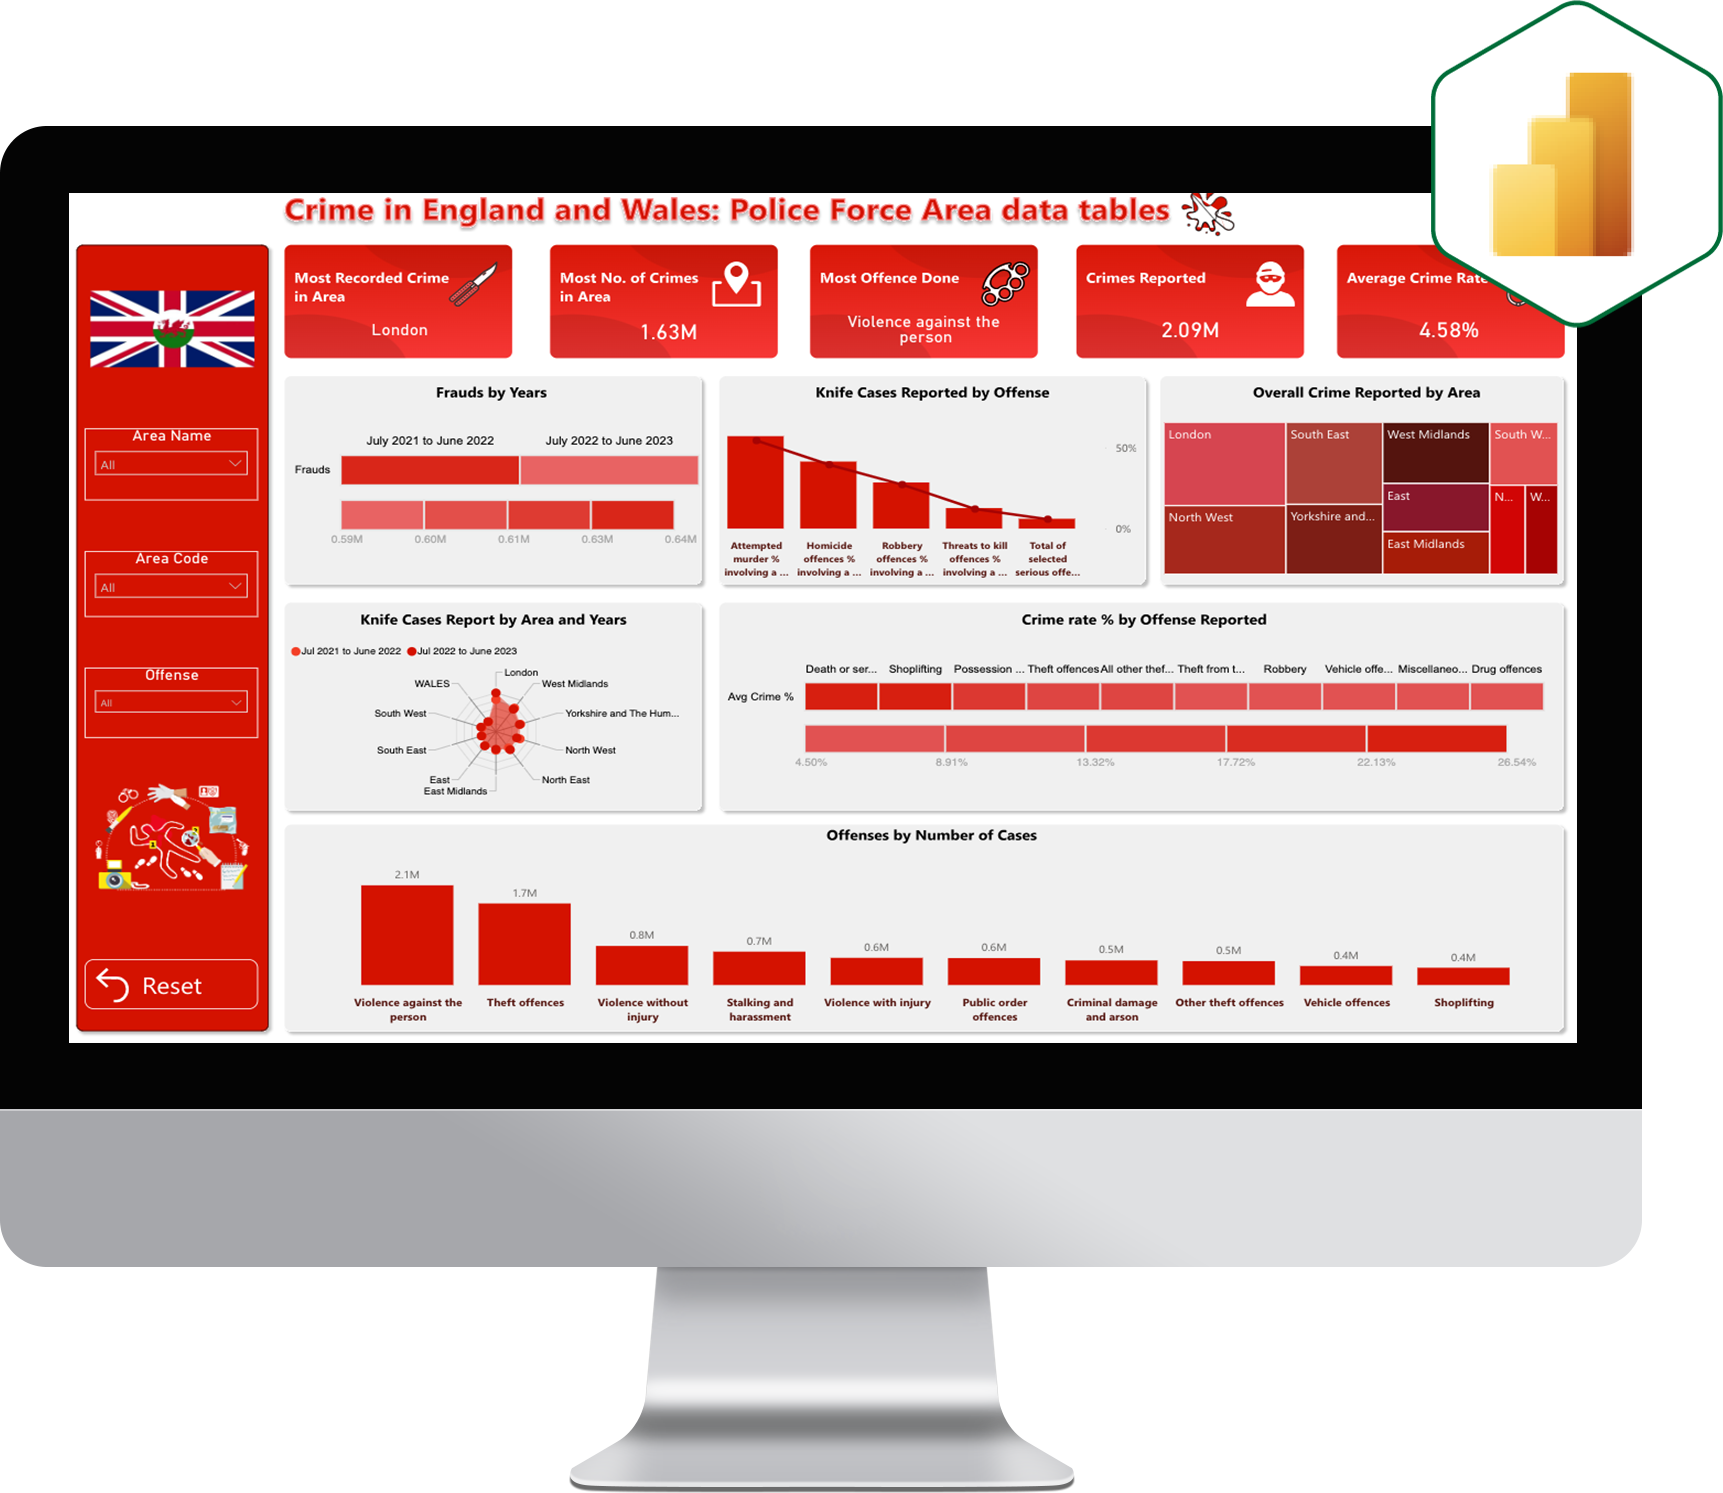 Crime in England and Wales: Police Force Area data tables
Most Recorded Crime
in Area
London
Most No. of Crimes
in Area
1.63M
Most Offence Done
Violence against the
person
Crimes Reported
2.09M
Average Crime Rate
4.58%
Area Name
All
Area Code
All
Offense
All
Reset
Frauds by Years
July 2021 to June 2022
July 2022 to June 2023
Frauds
0.59M
0.60M
0.61M
0.63M
0.64M
Knife Cases Reported by Offense
50%
0%
Attempted
murder %
involving a ...
Homicide
offences %
involving a ...
Robbery
offences %
involving a ...
Threats to kill
offences %
involving a ...
Total of
selected
serious offe...
Overall Crime Reported by Area
London
South East
West Midlands
South W...
East
N...
W...
North West
Yorkshire and...
East Midlands
Knife Cases Report by Area and Years
Jul 2021 to June 2022
Jul 2022 to June 2023
London
West Midlands
Yorkshire and The Hum...
North West
North East
East Midlands
East
South East
South West
WALES
Crime rate % by Offense Reported
Death or ser...
Shoplifting
Possession ...
Theft offences
All other thef...
Theft from t...
Robbery
Vehicle offe...
Miscellaneo...
Drug offences
Avg Crime %
4.50%
8.91%
13.32%
17.72%
22.13%
26.54%
Offenses by Number of Cases
2.1M
1.7M
0.8M
0.7M
0.6M
0.6M
0.5M
0.5M
0.4M
0.4M
Violence against the
person
Theft offences
Violence without
injury
Stalking and
harassment
Violence with injury
Public order
offences
Criminal damage
and arson
Other theft offences
Vehicle offences
Shoplifting